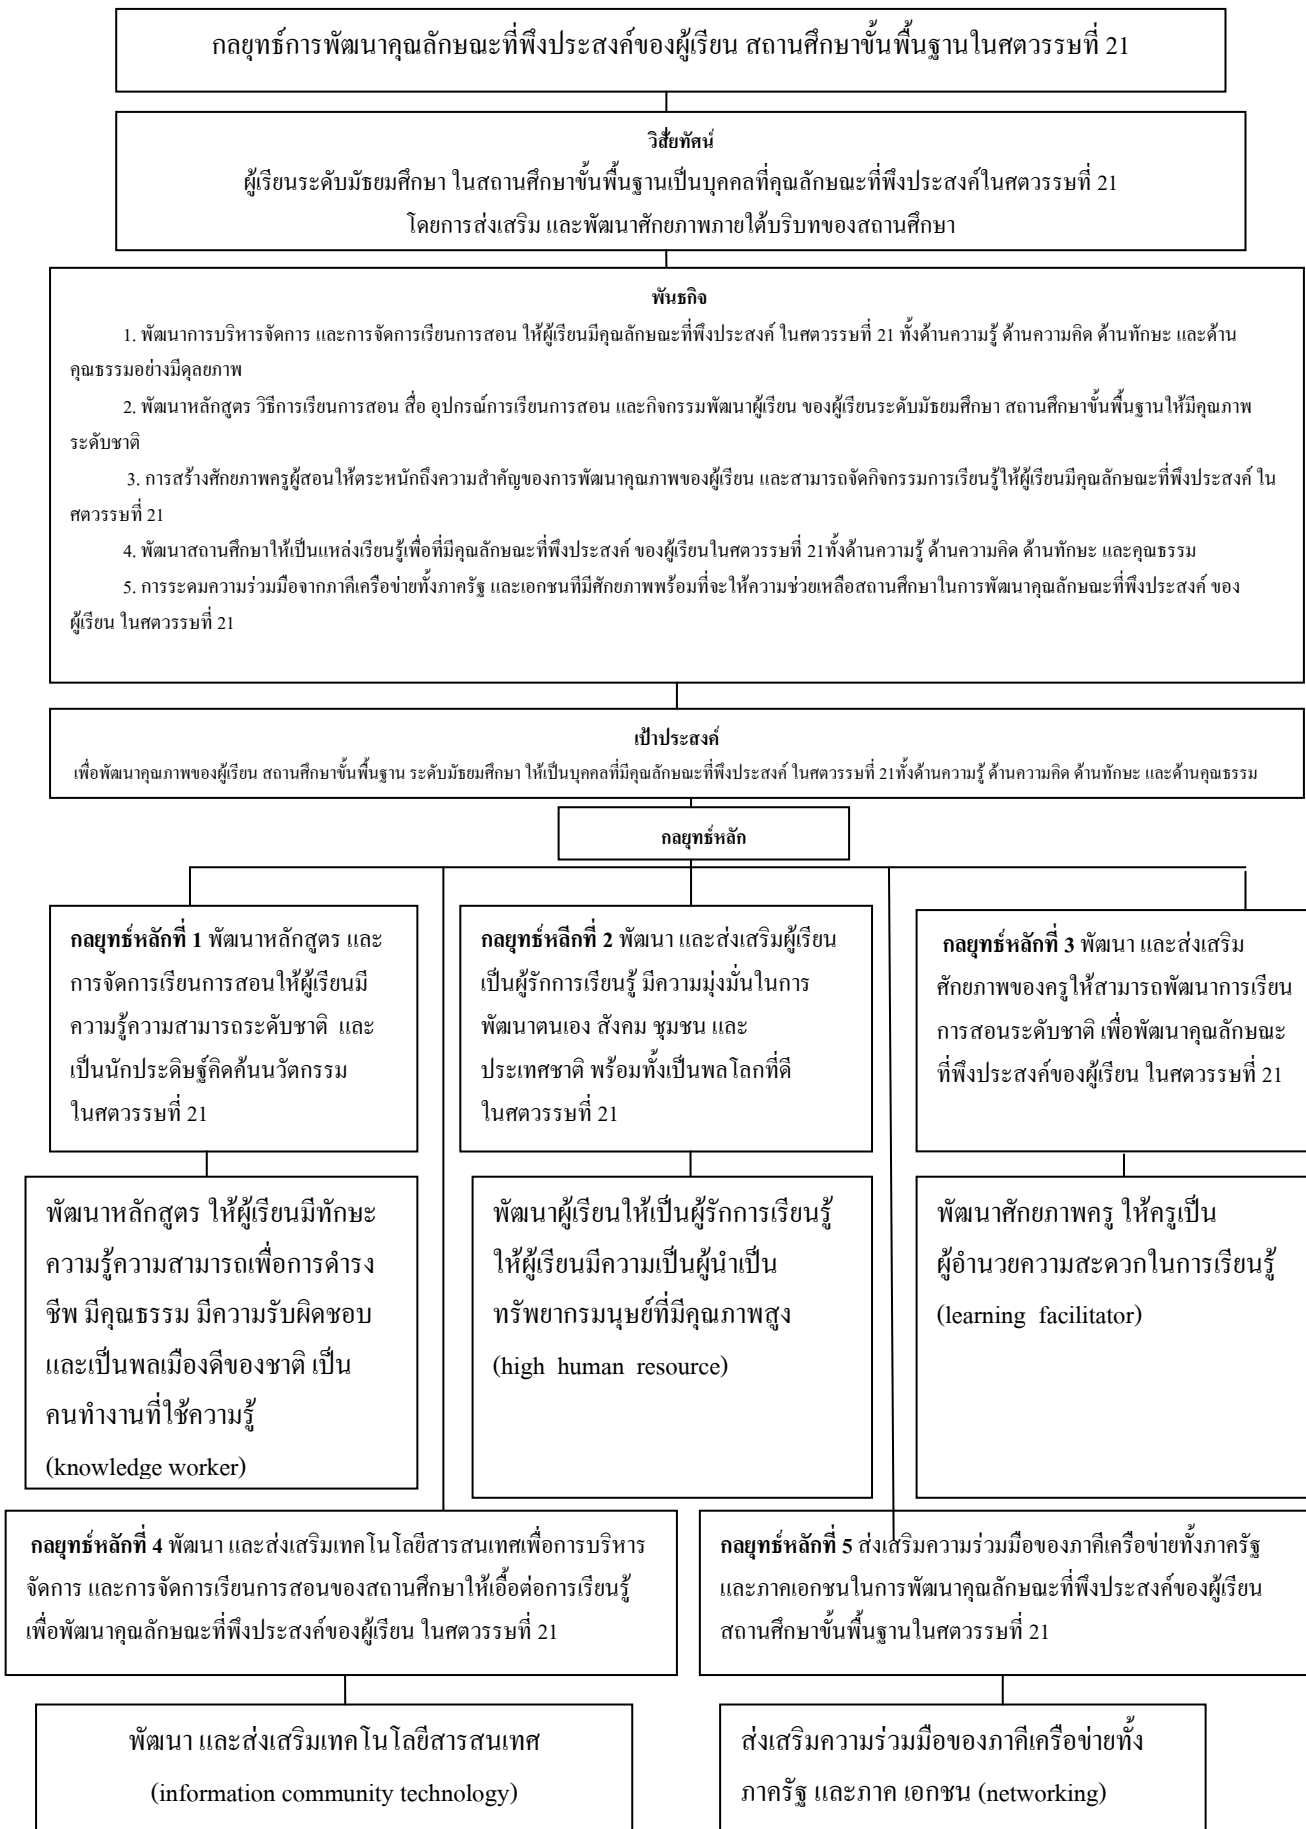 กลยุทธ์การพัฒนาคุณลักษณะที่พึงประสงค์ของผู้เรียน สถานศึกษาขั้นพื้นฐานในศตวรรษที่ 21
วิสัยทัศน์
ผู้เรียนระดับมัธยมศึกษา ในสถานศึกษาขั้นพื้นฐานเป็นบุคคลที่คุณลักษณะที่พึงประสงค์ในศตวรรษที่ 21
โดยการส่งเสริม และพัฒนาศักยภาพภายใต้บริบทของสถานศึกษา
พันธกิจ
1. พัฒนาการบริหารจัดการ และการจัดการเรียนการสอน ให้ผู้เรียนมีคุณลักษณะที่พึงประสงค์ ในศตวรรษที่ 21 ทั้งด้านความรู้ ด้านความคิด ด้านทักษะ และด้าน
คุณธรรมอย่างมีดุลยภาพ
2. พัฒนาหลักสูตร วิธีการเรียนการสอน สื่อ อุปกรณ์การเรียนการสอน และกิจกรรมพัฒนาผู้เรียน ของผู้เรียนระดับมัธยมศึกษา สถานศึกษาขั้นพื้นฐานให้มีคุณภาพ
ระดับชาติ
3. การสร้างศักยภาพครูผู้สอนให้ตระหนักถึงความสำคัญของการพัฒนาคุณภาพของผู้เรียน และสามารถจัดกิจกรรมการเรียนรู้ให้ผู้เรียนมีคุณลักษณะที่พึงประสงค์ ใน
ศตวรรษที่ 21
4. พัฒนาสถานศึกษาให้เป็นแหล่งเรียนรู้เพื่อที่มีคุณลักษณะที่พึงประสงค์ ของผู้เรียนในศตวรรษที่ 21ทั้งด้านความรู้ ด้านความคิด ด้านทักษะ และคุณธรรม
5. การระดมความร่วมมือจากภาคีเครือข่ายทั้งภาครัฐ และเอกชนทีมีศักยภาพพร้อมที่จะให้ความช่วยเหลือสถานศึกษาในการพัฒนาคุณลักษณะที่พึงประสงค์ ของ
ผู้เรียน ในศตวรรษที่ 21
เป้าประสงค์
เพื่อพัฒนาคุณภาพของผู้เรียน สถานศึกษาขั้นพื้นฐาน ระดับมัธยมศึกษา ให้เป็นบุคคลที่มีคุณลักษณะที่พึงประสงค์ ในศตวรรษที่ 21ทั้งด้านความรู้ ด้านความคิด ด้านทักษะ และด้านคุณธรรม
กลยุทธ์หลัก
กลยุทธ์หลักที่ 1 พัฒนาหลักสูตร และ
การจัดการเรียนการสอนให้ผู้เรียนมี
ความรู้ความสามารถระดับชาติ และ
เป็นนักประดิษฐ์คิดค้นนวัตกรรม
ในศตวรรษที่ 21
กลยุทธ์หลีกที่ 2 พัฒนา และส่งเสริมผู้เรียน
เป็นผู้รักการเรียนรู้ มีความมุ่งมั่นในการ
พัฒนาตนเอง สังคม ชุมชน และ
ประเทศชาติ พร้อมทั้งเป็นพลโลกที่ดี
ในศตวรรษที่ 21
กลยุทธ์หลักที่ 3 พัฒนา และส่งเสริม
ศักยภาพของครูให้สามารถพัฒนาการเรียน
การสอนระดับชาติ เพื่อพัฒนาคุณลักษณะ
ที่พึงประสงค์ของผู้เรียน ในศตวรรษที่ 21
พัฒนาหลักสูตร ให้ผู้เรียนมีทักษะ
ความรู้ความสามารถเพื่อการดำรง
ชีพ มีคุณธรรม มีความรับผิดชอบ
และเป็นพลเมืองดีของชาติ เป็น
คนทำงานที่ใช้ความรู้
(knowledge worker)
พัฒนาผู้เรียนให้เป็นผู้รักการเรียนรู้
ให้ผู้เรียนมีความเป็นผู้นำเป็น
ทรัพยากรมนุษย์ที่มีคุณภาพสูง
(high human resource)
พัฒนาศักยภาพครู ให้ครูเป็น
ผู้อำนวยความสะดวกในการเรียนรู้
(learning facilitator)
กลยุทธ์หลักที่ 4 พัฒนา และส่งเสริมเทคโนโลยีสารสนเทศเพื่อการบริหาร
จัดการ และการจัดการเรียนการสอนของสถานศึกษาให้เอื้อต่อการเรียนรู้
เพื่อพัฒนาคุณลักษณะที่พึงประสงค์ของผู้เรียน ในศตวรรษที่ 21
กลยุทธ์หลักที่ 5 ส่งเสริมความร่วมมือของภาคีเครือข่ายทั้งภาครัฐ
และภาคเอกชนในการพัฒนาคุณลักษณะที่พึงประสงค์ของผู้เรียน
สถานศึกษาขั้นพื้นฐานในศตวรรษที่ 21
พัฒนา และส่งเสริมเทคโนโลยีสารสนเทศ
(information community technology)
ส่งเสริมความร่วมมือของภาคีเครือข่ายทั้ง
ภาครัฐ และภาค เอกชน (networking)